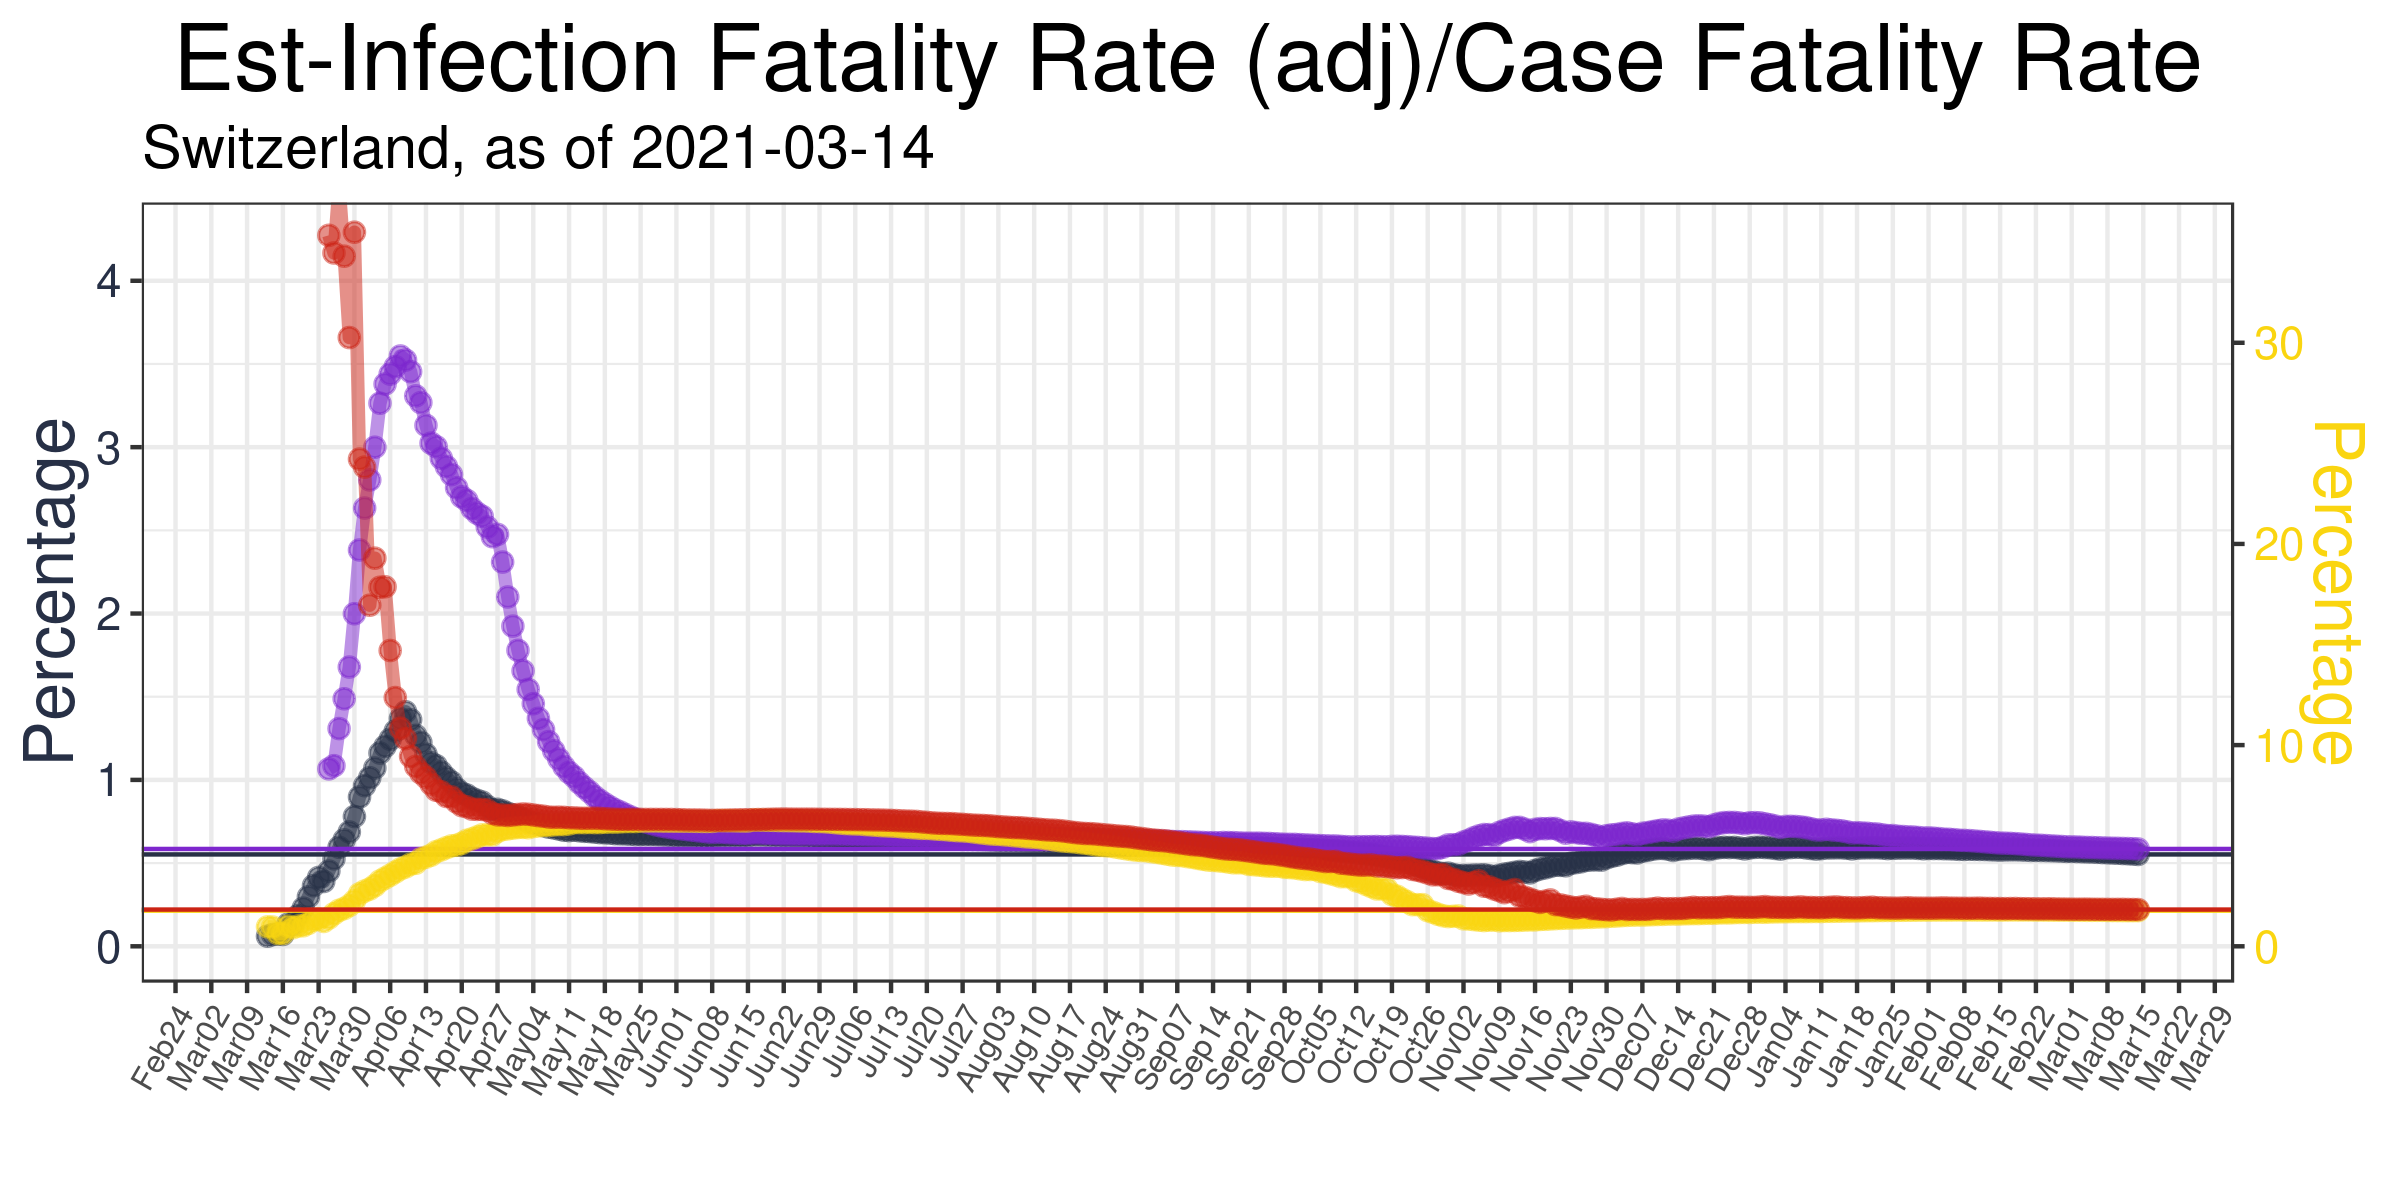 Est-Infection Fatality Rate (adj)/Case Fatality Rate
Switzerland, as of 2021-03-14
Percentage
4
3
2
1
0
30
20
10
0
Percentage
Feb24
Mar02
Mar09
Mar16
Mar23
Mar30
Apr06
Apr13
Apr20
Apr27
May04
May11
May18
May25
Jun01
Jun08
Jun15
Jun22
Jun29
Jul06
Jul13
Jul20
Jul27
Aug03
Aug10
Aug17
Aug24
Aug31
Sep07
Sep14
Sep21
Sep28
Oct05
Oct12
Oct19
Oct26
Nov02
Nov09
Nov16
Nov23
Nov30
Dec07
Dec14
Dec21
Dec28
Jan04
Jan11
Jan18
Jan25
Feb01
Feb08
Feb15
Feb22
Mar01
Mar08
Mar15
Mar22
Mar29